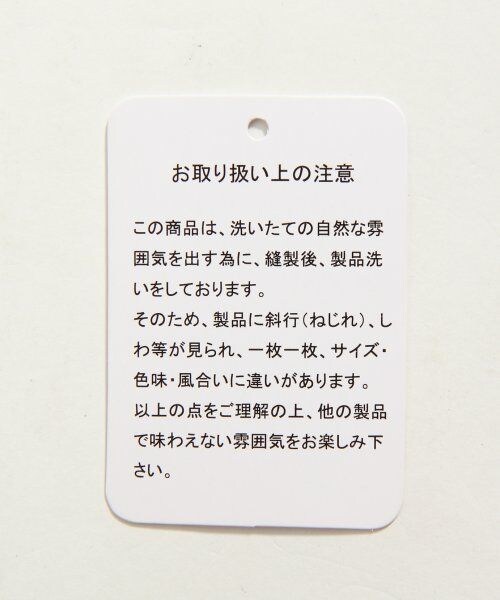 お取り扱い上の注意
この商品は、洗いたての自然な雰
囲気を出す為に、縫製後、製品洗
いをしております。
そのため、製品に斜行(ねじれ)、し
わ等が見られ、一枚一枚、サイズ・
色味・風合いに違いがあります。
以上の点をご理解の上、他の製品
で味わえない雰囲気をお楽しみ下
さい。